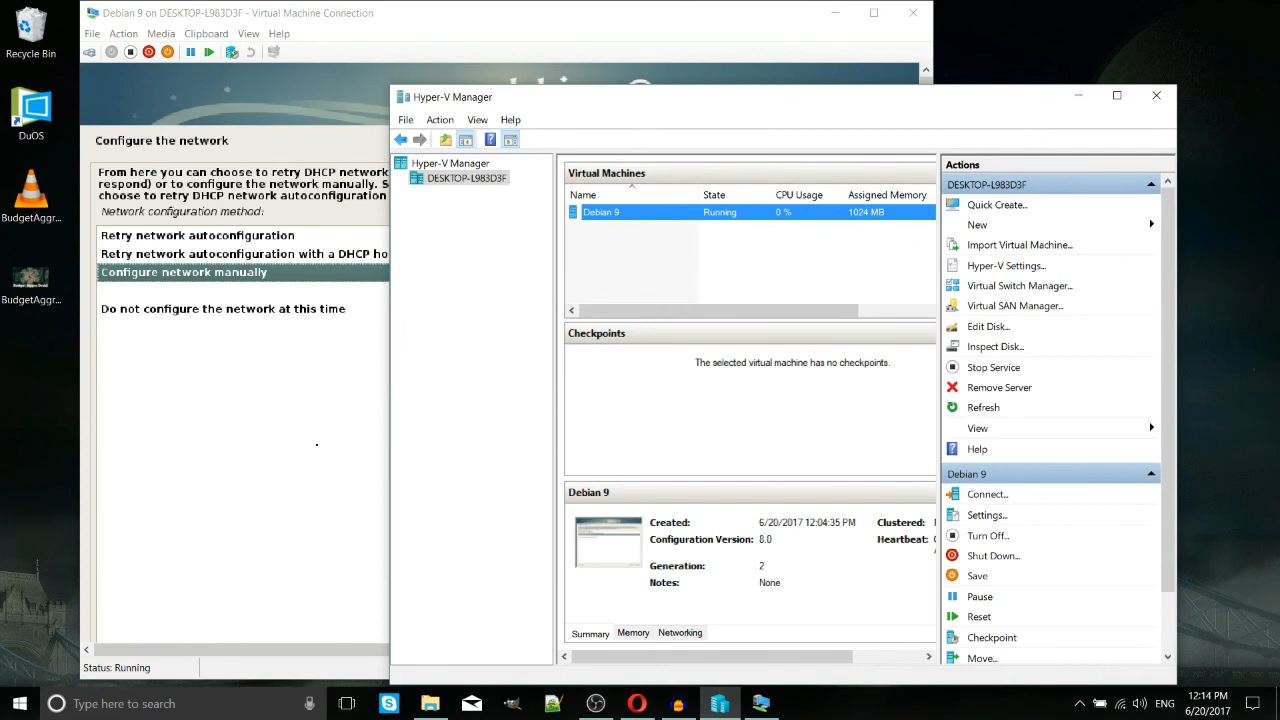 Recycle Bin
DuOS
BudgetAggr...
BudgetAggr...
Debian 9 on DESKTOP-L983D3F - Virtual Machine Connection
File Action Media Clipboard View Help
Configure the network
From here you can choose to retry DHCP network
respond) or to configure the network manually. S
choose to retry DHCP network autoconfiguration
Network configuration method:
Retry network autoconfiguration
Retry network autoconfiguration with a DHCP ho
Configure network manually
Do not configure the network at this time
Status: Running
Hyper-V Manager
File Action View Help
Hyper-V Manager
DESKTOP-L983D3F
Virtual Machines
Name State CPU Usage Assigned Memory
Debian 9 Running 0 % 1024 MB
Checkpoints
The selected virtual machine has no checkpoints.
Debian 9
Created: 6/20/2017 12:04:35 PM Clustered:
Configuration Version: 8.0 Heartbeat:
Generation: 2
Notes: None
Summary Memory Networking
Actions
DESKTOP-L983D3F
Quick Create...
New
Import Virtual Machine...
Hyper-V Settings...
Virtual Switch Manager...
Virtual SAN Manager...
Edit Disk...
Inspect Disk...
Stop Service
Remove Server
Refresh
View
Help
Debian 9
Connect...
Settings...
Turn Off...
Shut Down...
Save
Pause
Reset
Checkpoint
Move...
Type here to search
ENG
12:14 PM
6/20/2017